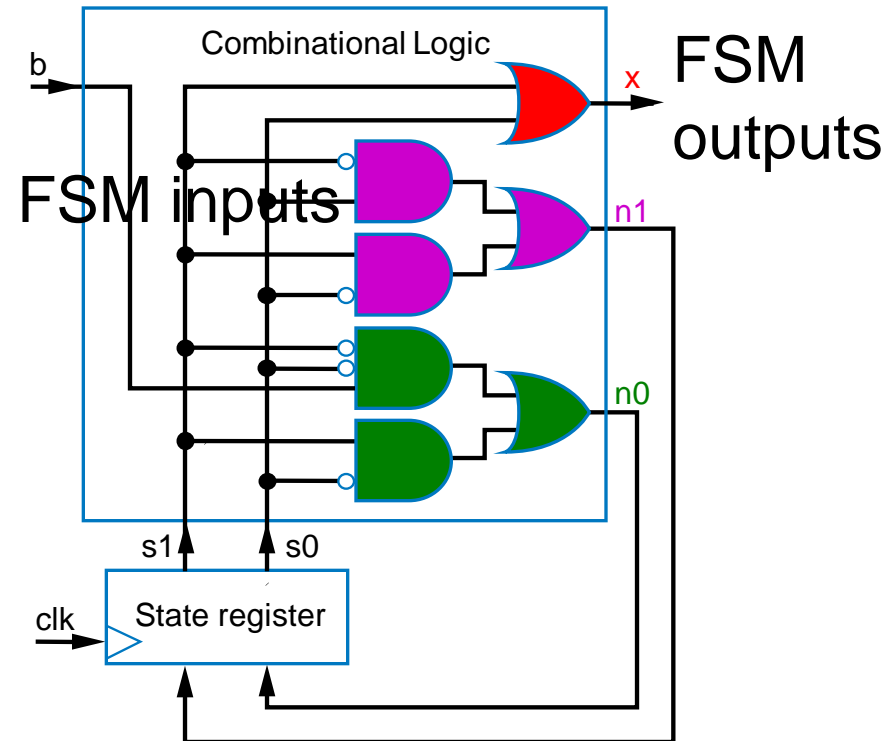 Combinational Logic
b
x
FSM
outputs
FSM inputs
n1
n0
s1
s0
clk
State register